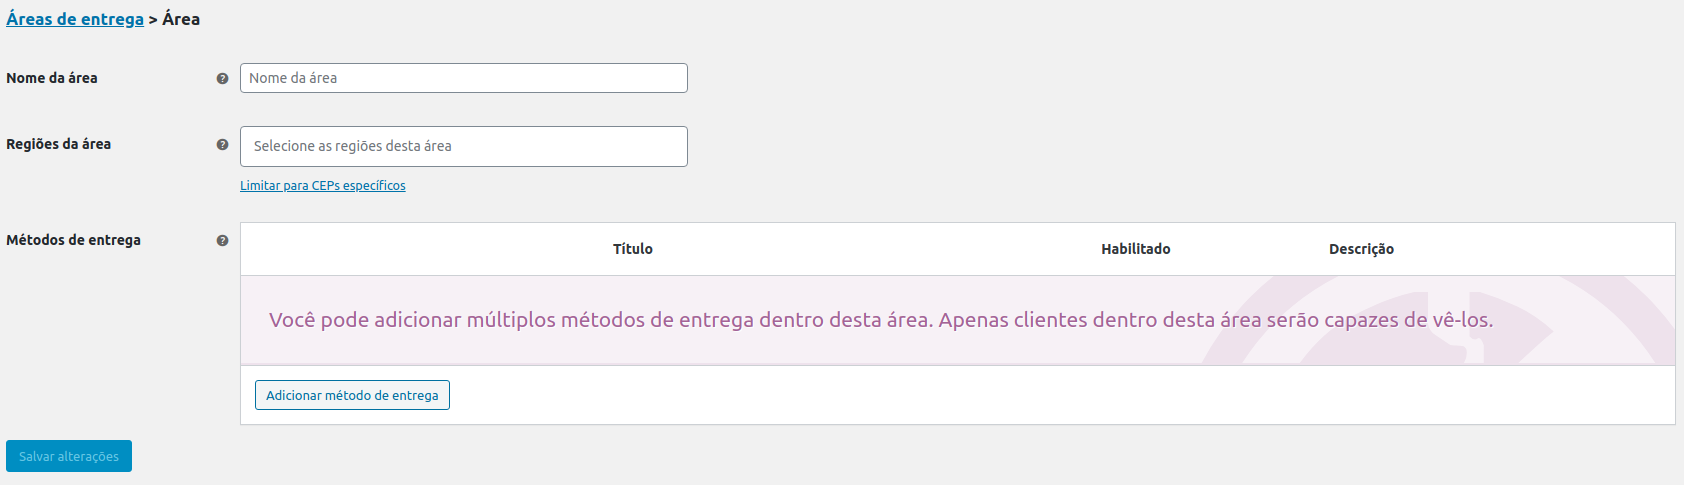 Áreas de entrega > Área
Nome da área
Nome da área
Regiões da área
Selecione as regiões desta área
Limitar para CEPs específicos
Métodos de entrega
Título Habilitado Descrição
Você pode adicionar múltiplos métodos de entrega dentro desta área. Apenas clientes dentro desta área serão capazes de vê-los.
Adicionar método de entrega
Salvar alterações